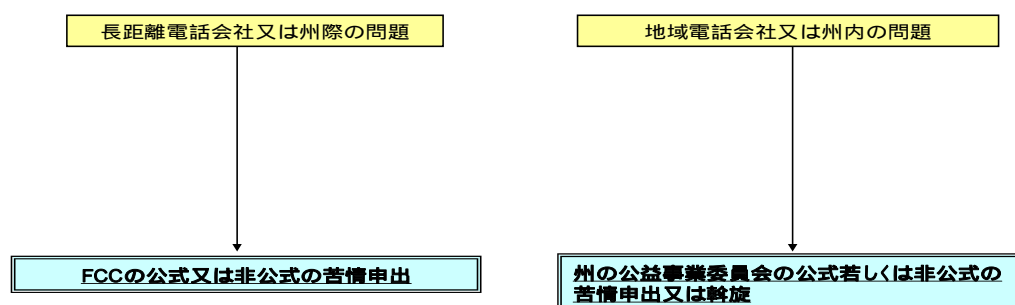 長距離電話会社又は州際の問題
地域電話会社又は州内の問題
FCCの公式又は非公式の苦情申出
州の公益事業委員会の公式若しくは非公式の
苦情申出又は斡旋